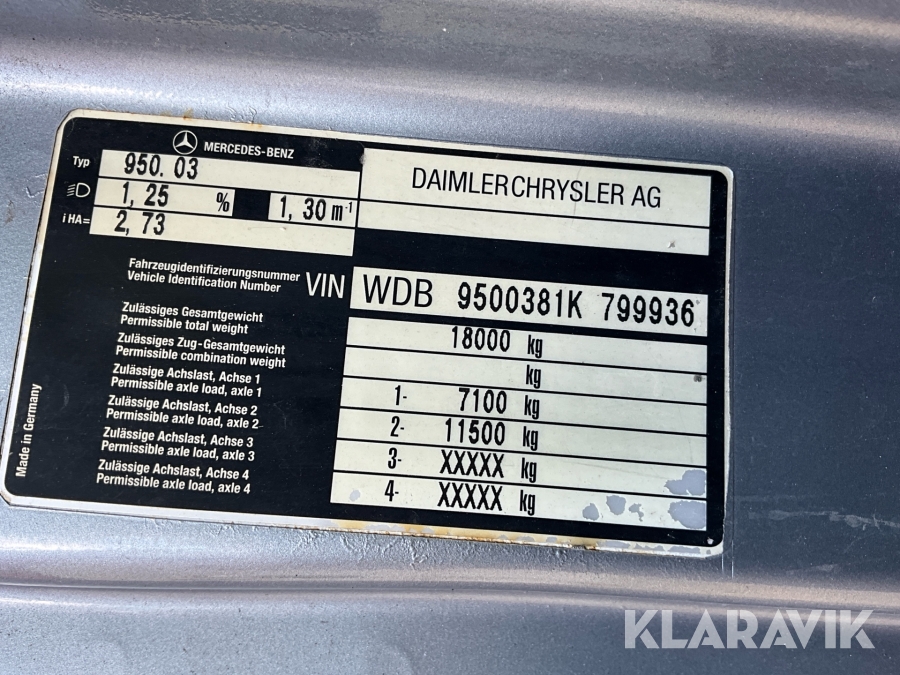 MERCEDES-BENZ
Typ 950. 03
1, 25 % 1, 30 m-1
i HA= 2, 73
DAIMLERCHRYSLER AG
Fahrzeugidentifizierungsnummer
Vehicle Identification Number
VIN WDB 9500381K 799936
Zulässiges Gesamtgewicht
Permissible total weight
18000 kg
Zulässiges Zug-Gesamtgewicht
Permissible combination weight
kg
Zulässige Achslast, Achse 1
Permissible axle load, axle 1
1- 7100 kg
Zulässige Achslast, Achse 2
Permissible axle load, axle 2
2- 11500 kg
Zulässige Achslast, Achse 3
Permissible axle load, axle 3
3- XXXXX kg
Zulässige Achslast, Achse 4
Permissible axle load, axle 4
4- XXXXX kg
Made in Germany
KLARAVIK